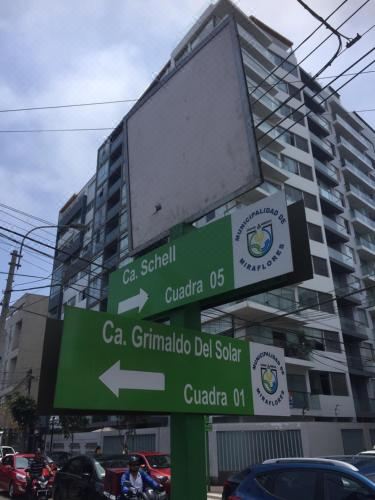 Ca. Schell
Cuadra 05
MUNICIPALIDAD DE
MIRAFLORES
Ca. Grimaldo Del Solar
Cuadra 01
MUNICIPALIDAD DE
MIRAFLORES